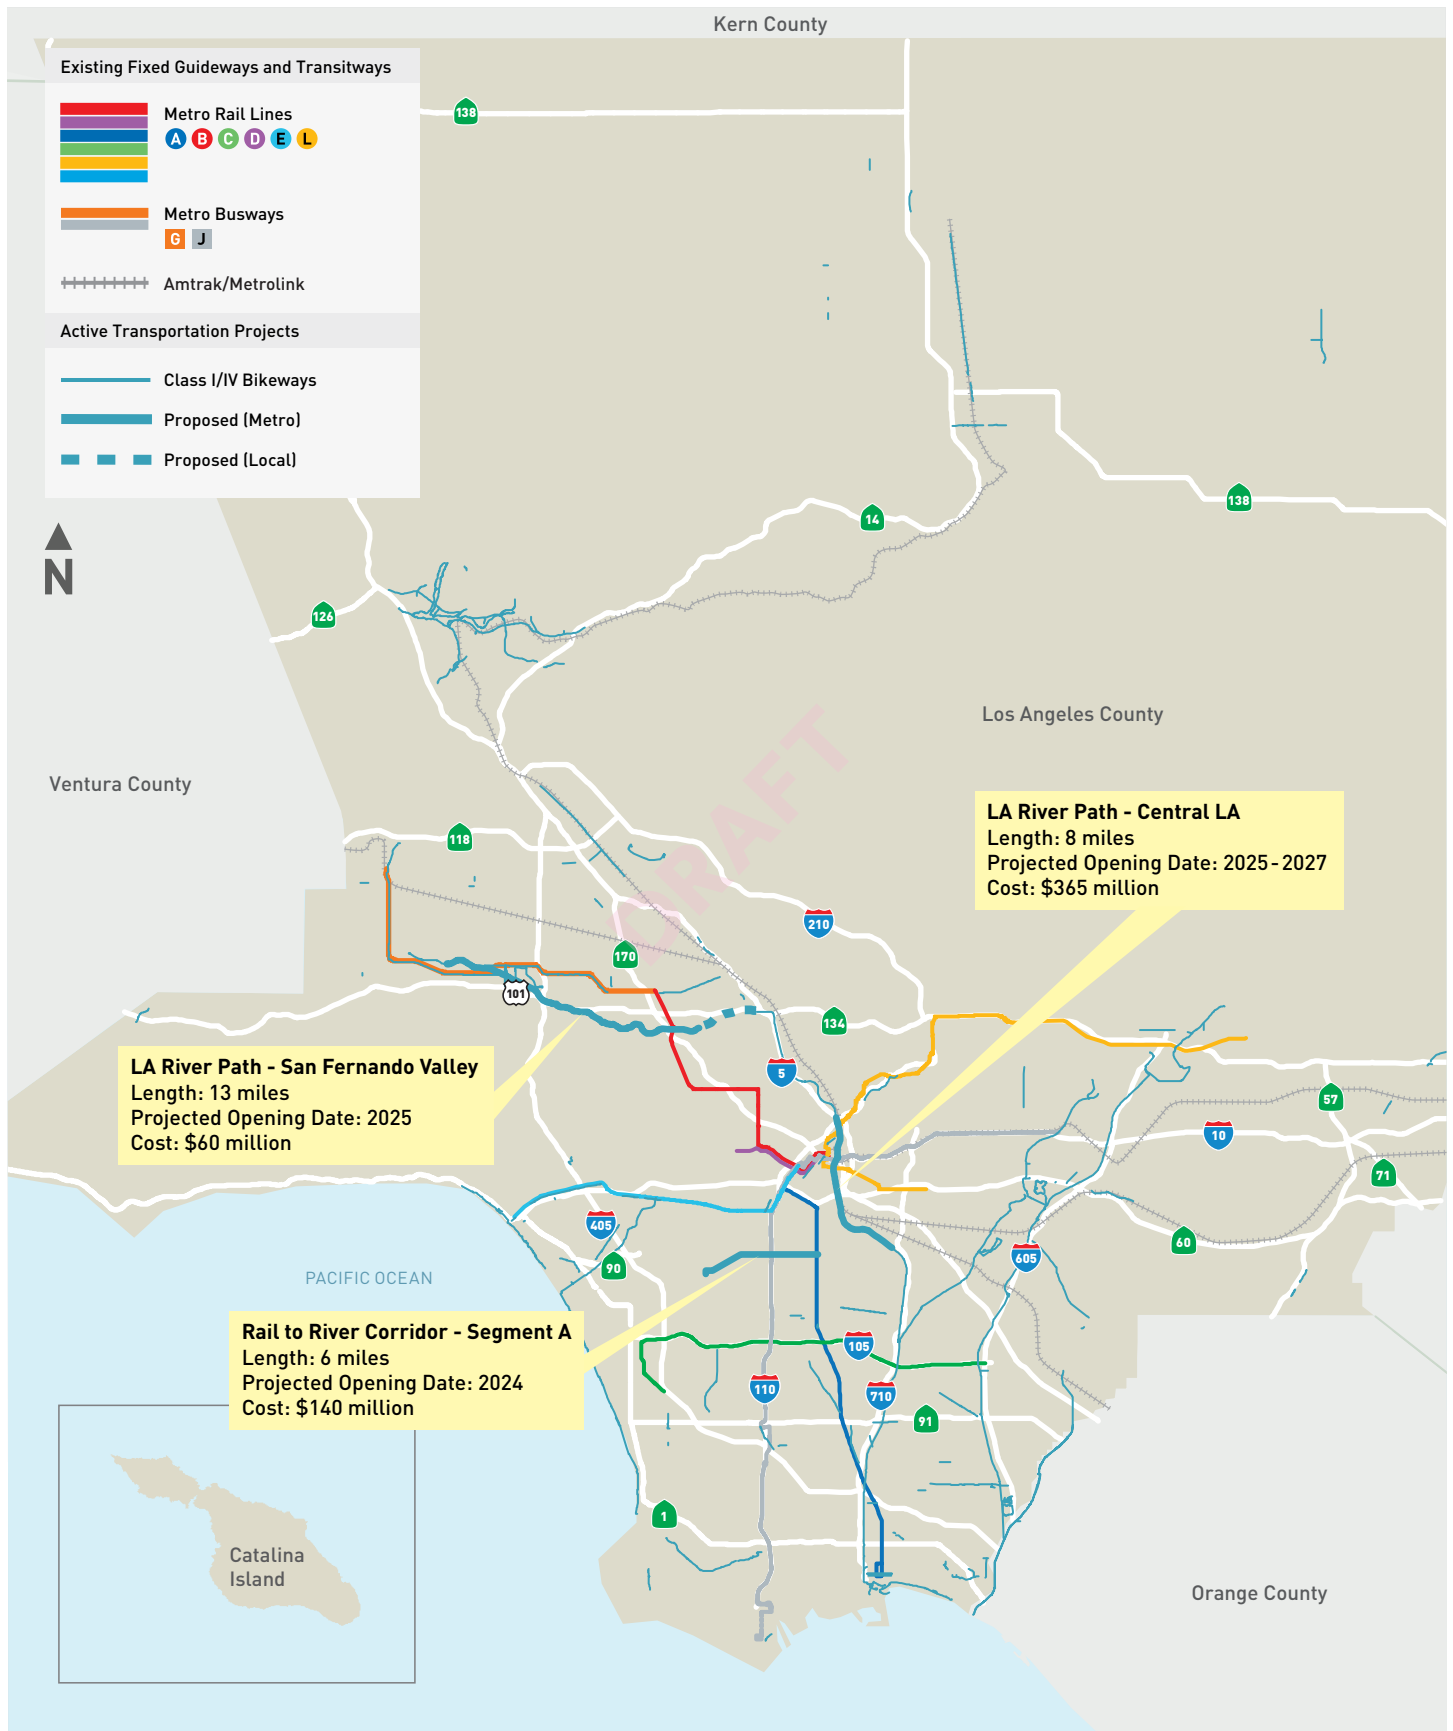 Kern County
Existing Fixed Guideways and Transitways
Metro Rail Lines
A B C D E L
Metro Busways
G J
Amtrak/Metrolink
Active Transportation Projects
Class I/IV Bikeways
Proposed (Metro)
Proposed (Local)
N
138
14
138
126
Los Angeles County
Ventura County
DRAFT
118
LA River Path - Central LA
Length: 8 miles
Projected Opening Date: 2025-2027
Cost: $365 million
210
170
101
134
LA River Path - San Fernando Valley
Length: 13 miles
Projected Opening Date: 2025
Cost: $60 million
5
57
10
71
405
60
605
90
PACIFIC OCEAN
Rail to River Corridor - Segment A
Length: 6 miles
Projected Opening Date: 2024
Cost: $140 million
105
110
710
91
1
Catalina
Island
Orange County